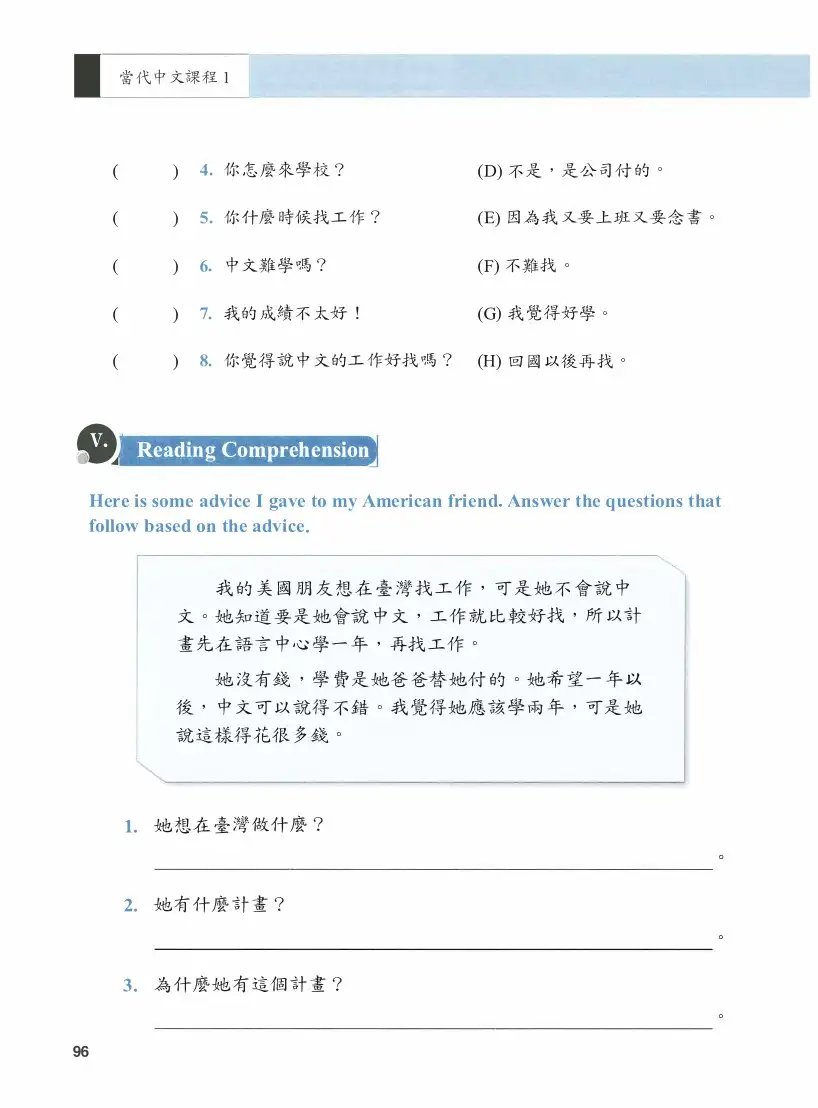 當代中文課程 1
( ) 4. 你怎麼來學校？ (D) 不是，是公司付的。
( ) 5. 你什麼時候找工作？ (E) 因為我又要上班又要念書。
( ) 6. 中文難學嗎？ (F) 不難找。
( ) 7. 我的成績不太好！ (G) 我覺得好學。
( ) 8. 你覺得說中文的工作好找嗎？ (H) 回國以後再找。
V. Reading Comprehension
Here is some advice I gave to my American friend. Answer the questions that
follow based on the advice.
我的美國朋友想在臺灣找工作，可是她不會說中
文。她知道要是她會說中文，工作就比較好找，所以計
畫先在語言中心學一年，再找工作。
她沒有錢，學費是她爸爸替她付的。她希望一年以
後，中文可以說得不錯。我覺得她應該學兩年，可是她
說這樣得花很多錢。
1. 她想在臺灣做什麼？
。
2. 她有什麼計畫？
。
3. 為什麼她有這個計畫？
。
96